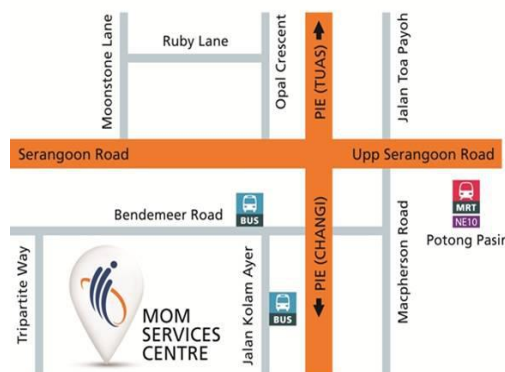 Moonstone Lane
Ruby Lane
Opal Crescent
PIE (TUAS)
Jalan Toa Payoh
Serangoon Road
Upp Serangoon Road
Bendemeer Road
BUS
PIE (CHANGI)
Macpherson Road
MRT
NE10
Potong Pasir
Tripartite Way
MOM
SERVICES
CENTRE
Jalan Kolam Ayer
BUS